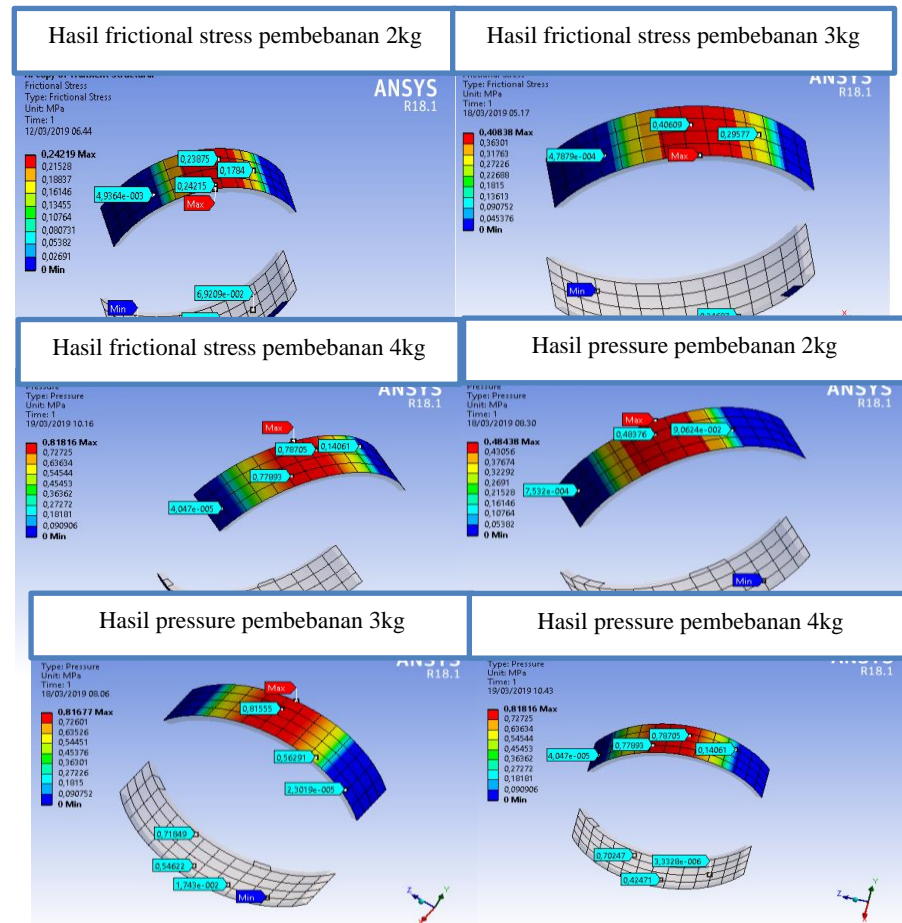 Hasil frictional stress pembebanan 2kg
Frictional Stress
Type: Frictional Stress
Unit: MPa
Time: 1
12/03/2019 06.44
ANSYS
R18.1
0,24219 Max
0,21528
0,18837
0,16146
0,13455
0,10764
0,080731
0,05382
0,02691
0 Min
4,9364e-003
0,23875
0,1784
0,24215
Max
6,9209e-002
Min
Hasil frictional stress pembebanan 3kg
Frictional Stress
Type: Frictional Stress
Unit: MPa
Time: 1
18/03/2019 05.17
ANSYS
R18.1
0,40838 Max
0,36301
0,31763
0,27226
0,22688
0,1815
0,13613
0,090752
0,045376
0 Min
4,7879e-004
0,40609
0,29577
Max
Min
X
Hasil frictional stress pembebanan 4kg
Pressure
Type: Pressure
Unit: MPa
Time: 1
19/03/2019 10.16
ANSYS
R18.1
0,81816 Max
0,72725
0,63634
0,54544
0,45453
0,36362
0,27272
0,18181
0,090906
0 Min
Max
0,78705
0,14061
0,77893
4,047e-005
Hasil pressure pembebanan 2kg
Pressure
Type: Pressure
Unit: MPa
Time: 1
18/03/2019 08.30
ANSYS
R18.1
0,48438 Max
0,43056
0,37674
0,32292
0,2691
0,21528
0,16146
0,10764
0,05382
0 Min
Max
0,48376
9,0624e-002
7,532e-004
Min
Hasil pressure pembebanan 3kg
Type: Pressure
Unit: MPa
Time: 1
18/03/2019 08.06
ANSYS
R18.1
0,81677 Max
0,72601
0,63526
0,54451
0,45376
0,36301
0,27226
0,1815
0,090752
0 Min
Max
0,81555
0,56291
2,3019e-005
0,71849
0,54622
1,743e-002
Min
Z
Y
Hasil pressure pembebanan 4kg
Type: Pressure
Unit: MPa
Time: 1
19/03/2019 10.43
ANSYS
R18.1
0,81816 Max
0,72725
0,63634
0,54544
0,45453
0,36362
0,27272
0,18181
0,090906
0 Min
4,047e-005
0,77893
0,78705
0,14061
0,70247
3,3328e-006
0,42471
Z
Y